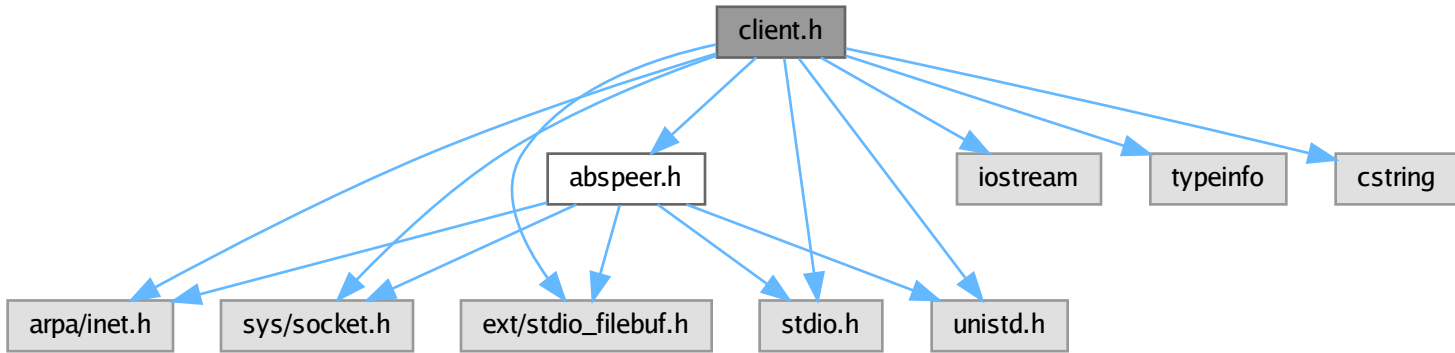 client.h
abspeer.h
iostream
typeinfo
cstring
arpa/inet.h
sys/socket.h
ext/stdio_filebuf.h
stdio.h
unistd.h